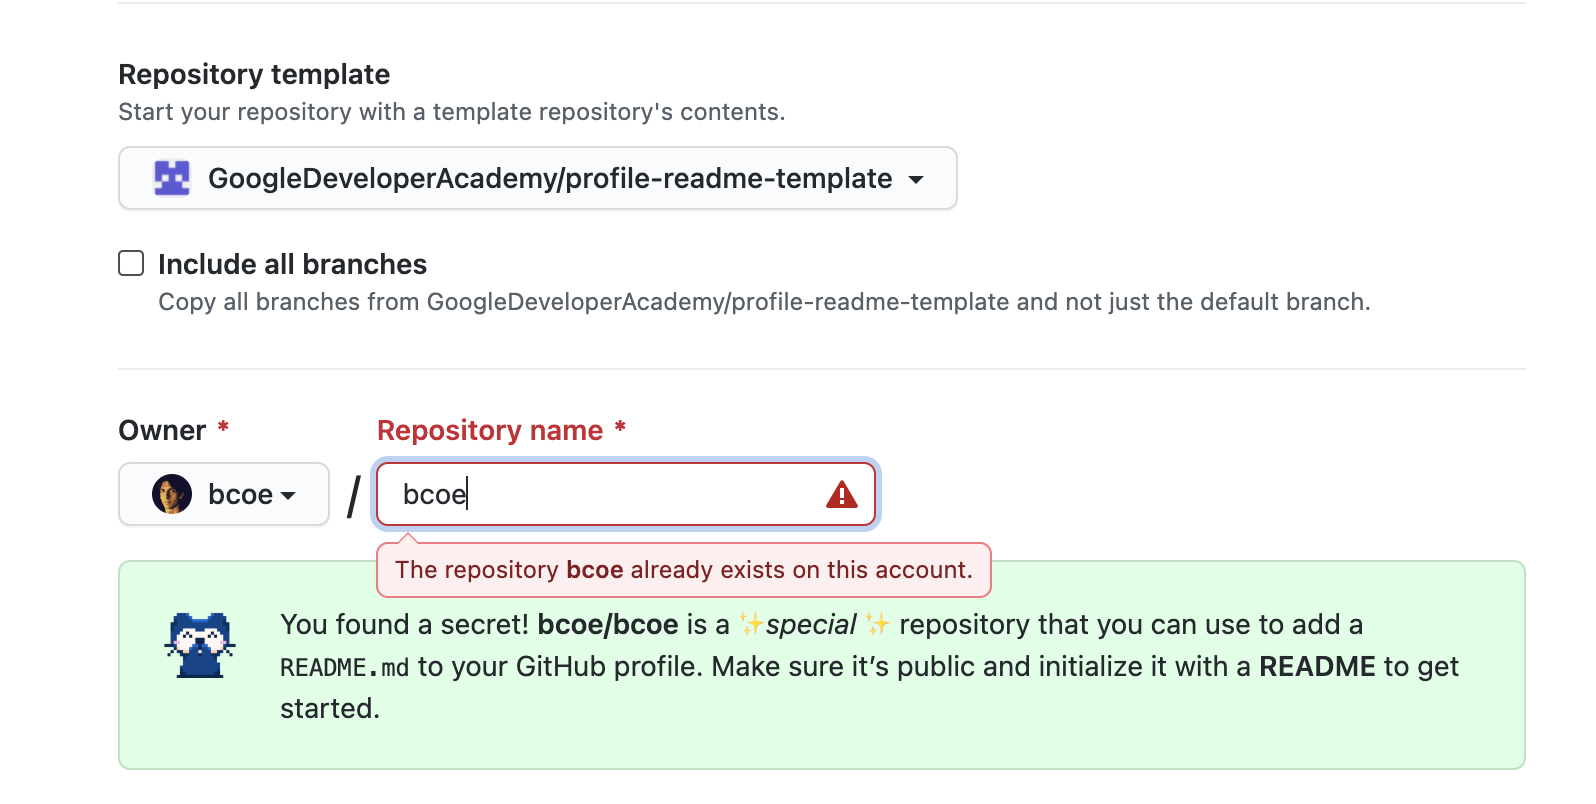 Repository template
Start your repository with a template repository's contents.
GoogleDeveloperAcademy/profile-readme-template
Include all branches
Copy all branches from GoogleDeveloperAcademy/profile-readme-template and not just the default branch.
Owner * Repository name *
bcoe / bcoe
The repository bcoe already exists on this account.
You found a secret! bcoe/bcoe is a ✨special ✨ repository that you can use to add a
README.md to your GitHub profile. Make sure it’s public and initialize it with a README to get
started.